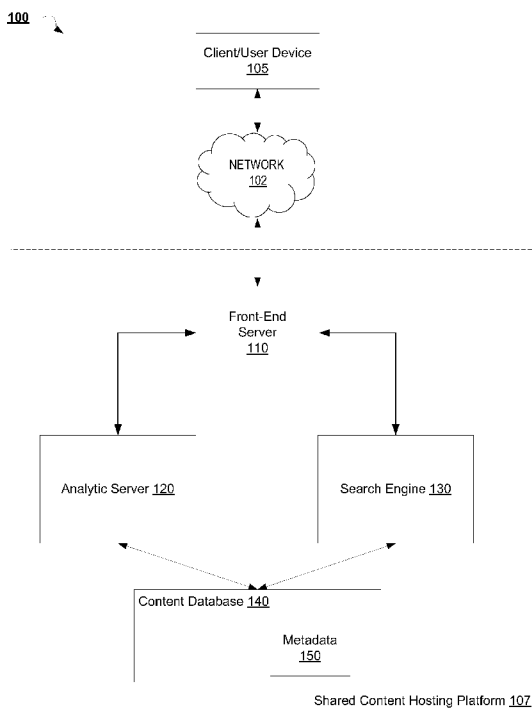 100
Client/User Device
105
NETWORK
102
Front-End
Server
110
Analytic Server 120
Search Engine 130
Content Database 140
Metadata
150
Shared Content Hosting Platform 107